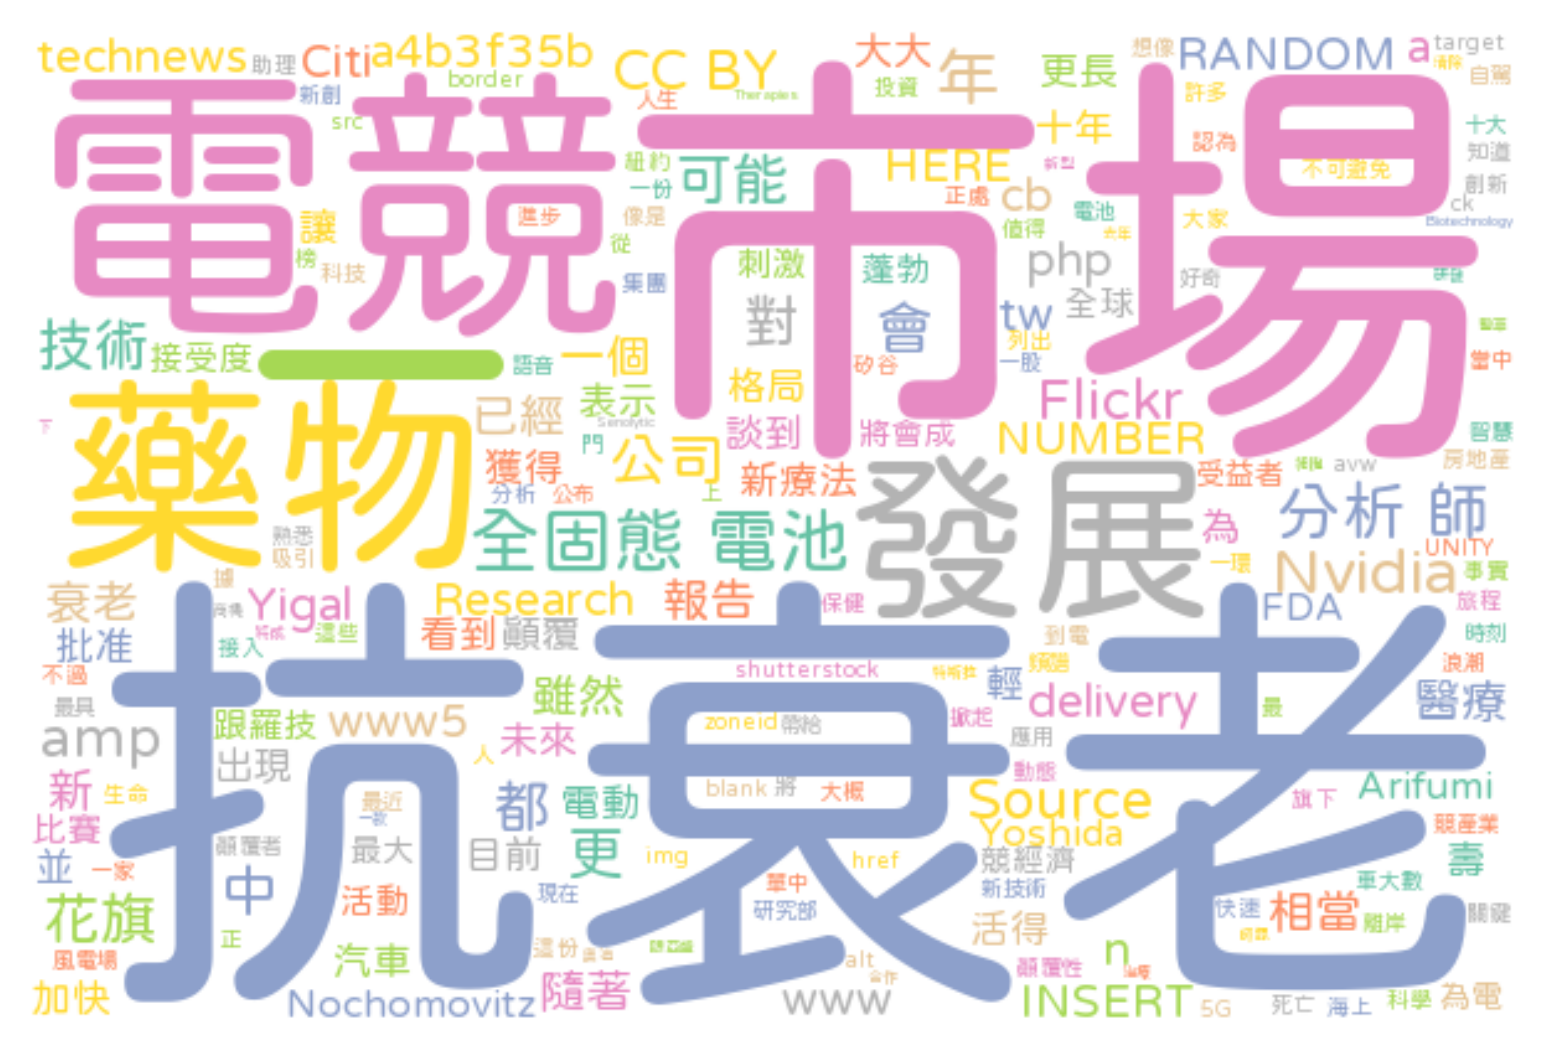 technews
助理
Citi
a4b3f35b
border
CC BY
大大
投資
年
更長
想像
RANDOM
a
target
清除
自駕
新創
src
人生
Therapies
十年
許多
認為
十大
知道
電競
市場
紐約
一份
可能
HERE
正處
cb
電池
大家
不可避免
創新
ck
Biotechnology
讓
進步
像是
從
值得
去年
榜
科技
集團
刺激
蓬勃
php
好奇
對
會
tw
全球
列出
技術
接受度
一
語音
一個
格局
矽谷
一股
當中
藥物
已經
表示
Senolytic
談到
將會成
Flickr
NUMBER
智慧
下
門
公司
獲得
新療法
發展
受益者
avw
房地產
分析
公布
上
熟悉
吸引
全固態 電池
為
分析 師
UNITY
衰老
據
Yigal
Research
報告
保健
一環
Nvidia
事實
FDA
旅程
批准
接入
這些
看到
顛覆
到電
時刻
不過
抗衰老
shutterstock
輕
浪潮
最具
跟羅技
www5
雖然
delivery
最
醫療
amp
出現
人
未來
zoneid
帶給
掀起
應用
動態
新
生命
最近
一款
都
電動
blank
將
大概
Source
旗下
Arifumi
比賽
顛覆者
最大
目前
更
img
href
Yoshida
競經濟
競產業
並
一家
中
活動
現在
單中
研究部
新技術
車大數
壽
花旗
正
快速
相當
離岸
關鍵
風電場
汽車
這份
活得
n
加快
Nochomovitz
隨著
alt
合作
www
顛覆性
INSERT
5G
死亡
海上
科學
為電